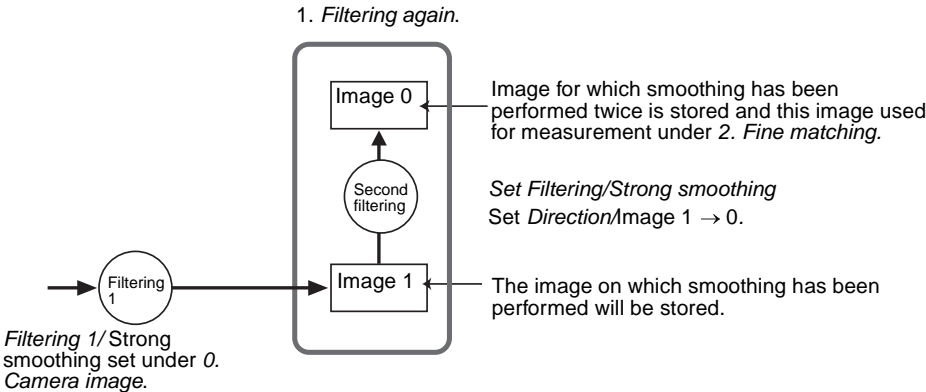 1. Filtering again.
Image 0
Image for which smoothing has been
performed twice is stored and this image used
for measurement under 2. Fine matching.
Second
filtering
Set Filtering/Strong smoothing
Set Direction/Image 1 → 0.
Filtering
1
Image 1
The image on which smoothing has been
performed will be stored.
Filtering 1/ Strong
smoothing set under 0.
Camera image.